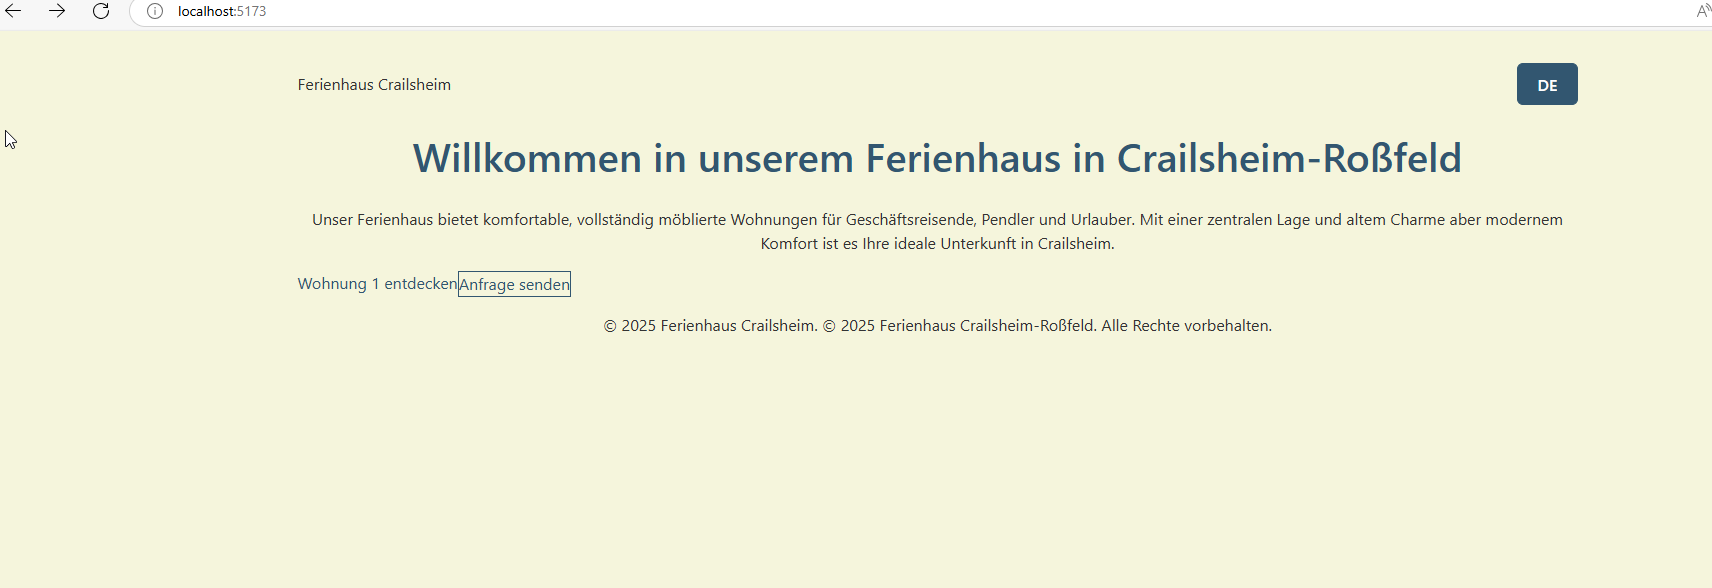 localhost:5173
A
Ferienhaus Crailsheim
DE
Willkommen in unserem Ferienhaus in Crailsheim-Roßfeld
Unser Ferienhaus bietet komfortable, vollständig möblierte Wohnungen für Geschäftsreisende, Pendler und Urlauber. Mit einer zentralen Lage und altem Charme aber modernem
Komfort ist es Ihre ideale Unterkunft in Crailsheim.
Wohnung 1 entdecken Anfrage senden
© 2025 Ferienhaus Crailsheim. © 2025 Ferienhaus Crailsheim-Roßfeld. Alle Rechte vorbehalten.